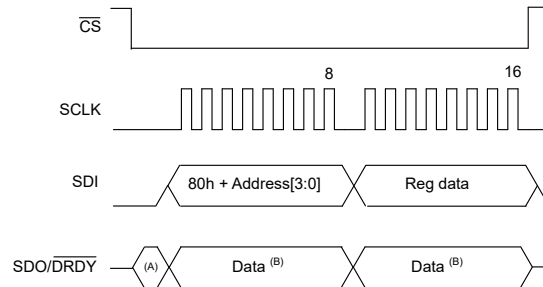 CS
8
16
SCLK
SDI
80h + Address[3:0]
Reg data
SDO/DRDY
(A)
Data (B)
Data (B)